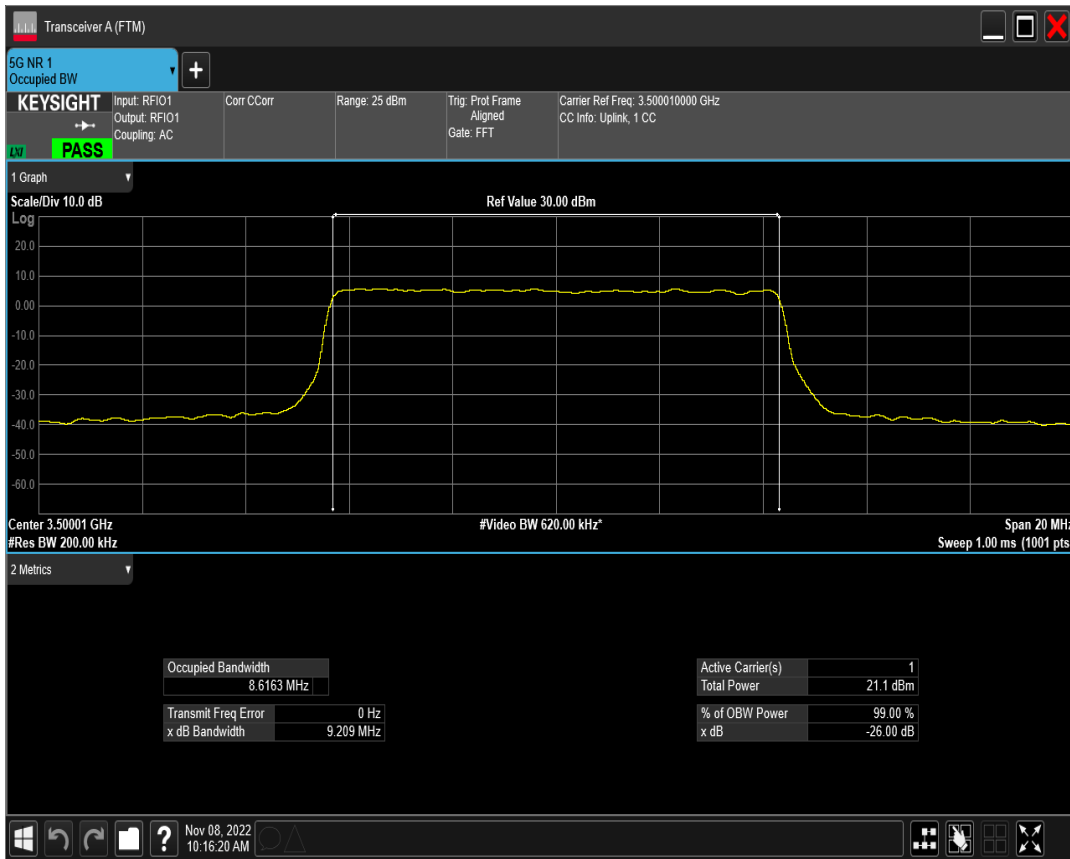 Transceiver A (FTM)
5G NR 1
Occupied BW
+
KEYSIGHT
LXI
PASS
Input: RFIO1
Output: RFIO1
Coupling: AC
Corr CCorr
Range: 25 dBm
Trig: Prot Frame
Aligned
Gate: FFT
Carrier Ref Freq: 3.500010000 GHz
CC Info: Uplink, 1 CC
1 Graph
Scale/Div 10.0 dB
Ref Value 30.00 dBm
Log
20.0
10.0
0.00
-10.0
-20.0
-30.0
-40.0
-50.0
-60.0
Center 3.50001 GHz
#Video BW 620.00 kHz*
Span 20 MHz
#Res BW 200.00 kHz
Sweep 1.00 ms (1001 pts
2 Metrics
Occupied Bandwidth
8.6163 MHz
Transmit Freq Error 0 Hz
x dB Bandwidth 9.209 MHz
Active Carrier(s) 1
Total Power 21.1 dBm
% of OBW Power 99.00 %
x dB -26.00 dB
?
Nov 08, 2022
10:16:20 AM